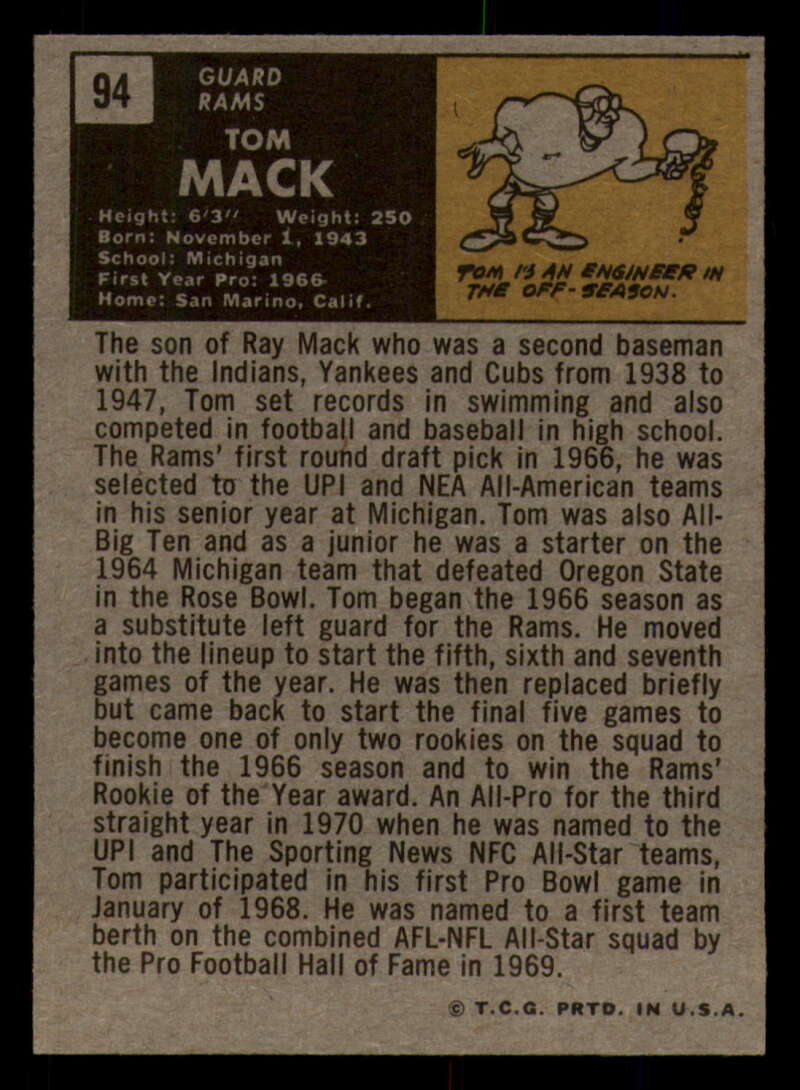 94
GUARD
RAMS
TOM
MACK
Height: 6'3" Weight: 250
Born: November 1, 1943
School: Michigan
First Year Pro: 1966
Home: San Marino, Calif.
TOM IS AN ENGINEER IN
THE OFF-SEASON.
The son of Ray Mack who was a second baseman
with the Indians, Yankees and Cubs from 1938 to
1947, Tom set records in swimming and also
competed in football and baseball in high school.
The Rams' first round draft pick in 1966, he was
selected to the UPI and NEA All-American teams
in his senior year at Michigan. Tom was also All-
Big Ten and as a junior he was a starter on the
1964 Michigan team that defeated Oregon State
in the Rose Bowl. Tom began the 1966 season as
a substitute left guard for the Rams. He moved
into the lineup to start the fifth, sixth and seventh
games of the year. He was then replaced briefly
but came back to start the final five games to
become one of only two rookies on the squad to
finish the 1966 season and to win the Rams'
Rookie of the Year award. An All-Pro for the third
straight year in 1970 when he was named to the
UPI and The Sporting News NFC All-Star teams,
Tom participated in his first Pro Bowl game in
January of 1968. He was named to a first team
berth on the combined AFL-NFL All-Star squad by
the Pro Football Hall of Fame in 1969.
© T.C.G. PRTD. IN U.S.A.